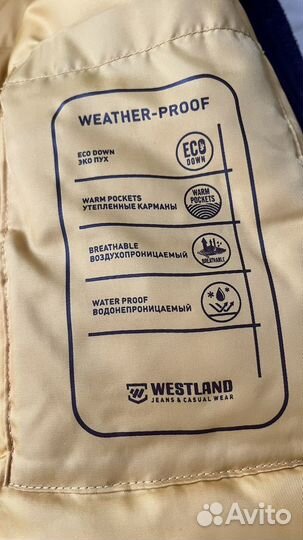 WEATHER-PROOF
ECO DOWN
ЭКО ПУХ
ECO
DOWN
WARM POCKETS
УТЕПЛЕННЫЕ КАРМАНЫ
WARM
POCKETS
BREATHABLE
ВОЗДУХОПРОНИЦАЕМЫЙ
BREATHABLE
WATER PROOF
ВОДОНЕПРОНИЦАЕМЫЙ
WESTLAND
JEANS & CASUAL WEAR
Avito